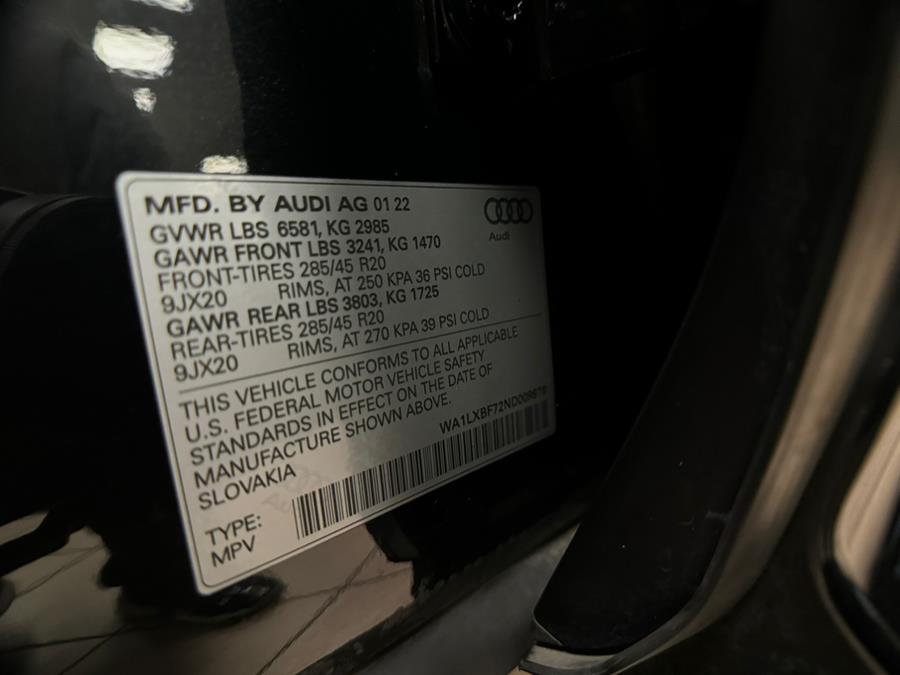 MFD. BY AUDI AG 01 22
Audi
GVWR LBS 6581, KG 2985
GAWR FRONT LBS 3241, KG 1470
FRONT-TIRES 285/45 R20
9JX20 RIMS, AT 250 KPA 36 PSI COLD
GAWR REAR LBS 3803, KG 1725
REAR-TIRES 285/45 R20
9JX20 RIMS, AT 270 KPA 39 PSI COLD
THIS VEHICLE CONFORMS TO ALL APPLICABLE
U.S. FEDERAL MOTOR VEHICLE SAFETY
STANDARDS IN EFFECT ON THE DATE OF
MANUFACTURE SHOWN ABOVE.
SLOVAKIA
TYPE:
MPV